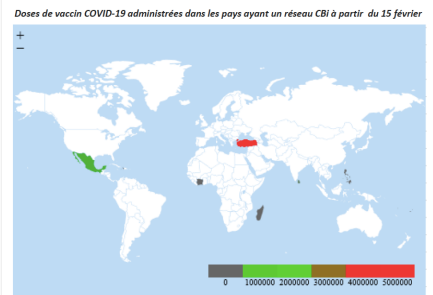 Doses de vaccin COVID-19 administrées dans les pays ayant un réseau CBi à partir du 15 février
+
−
0 1000000 2000000 3000000 4000000 5000000